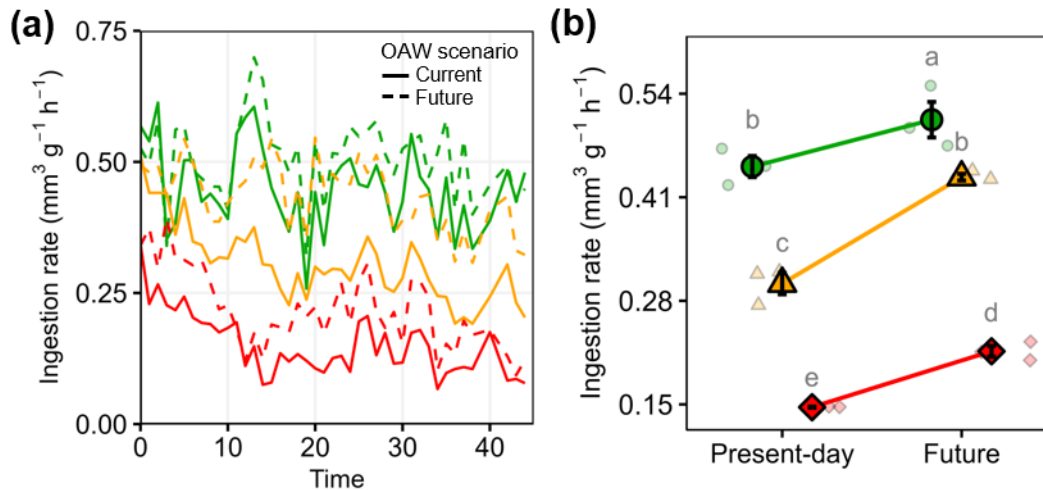 (a)
Ingestion rate (mm³ g⁻¹ h⁻¹)
0.75
0.50
0.25
0.00
OAW scenario
Current
Future
0 10 20 30 40
Time
(b)
Ingestion rate (mm³ g⁻¹ h⁻¹)
0.54
0.41
0.28
0.15
a
b
b
c
d
e
Present-day Future